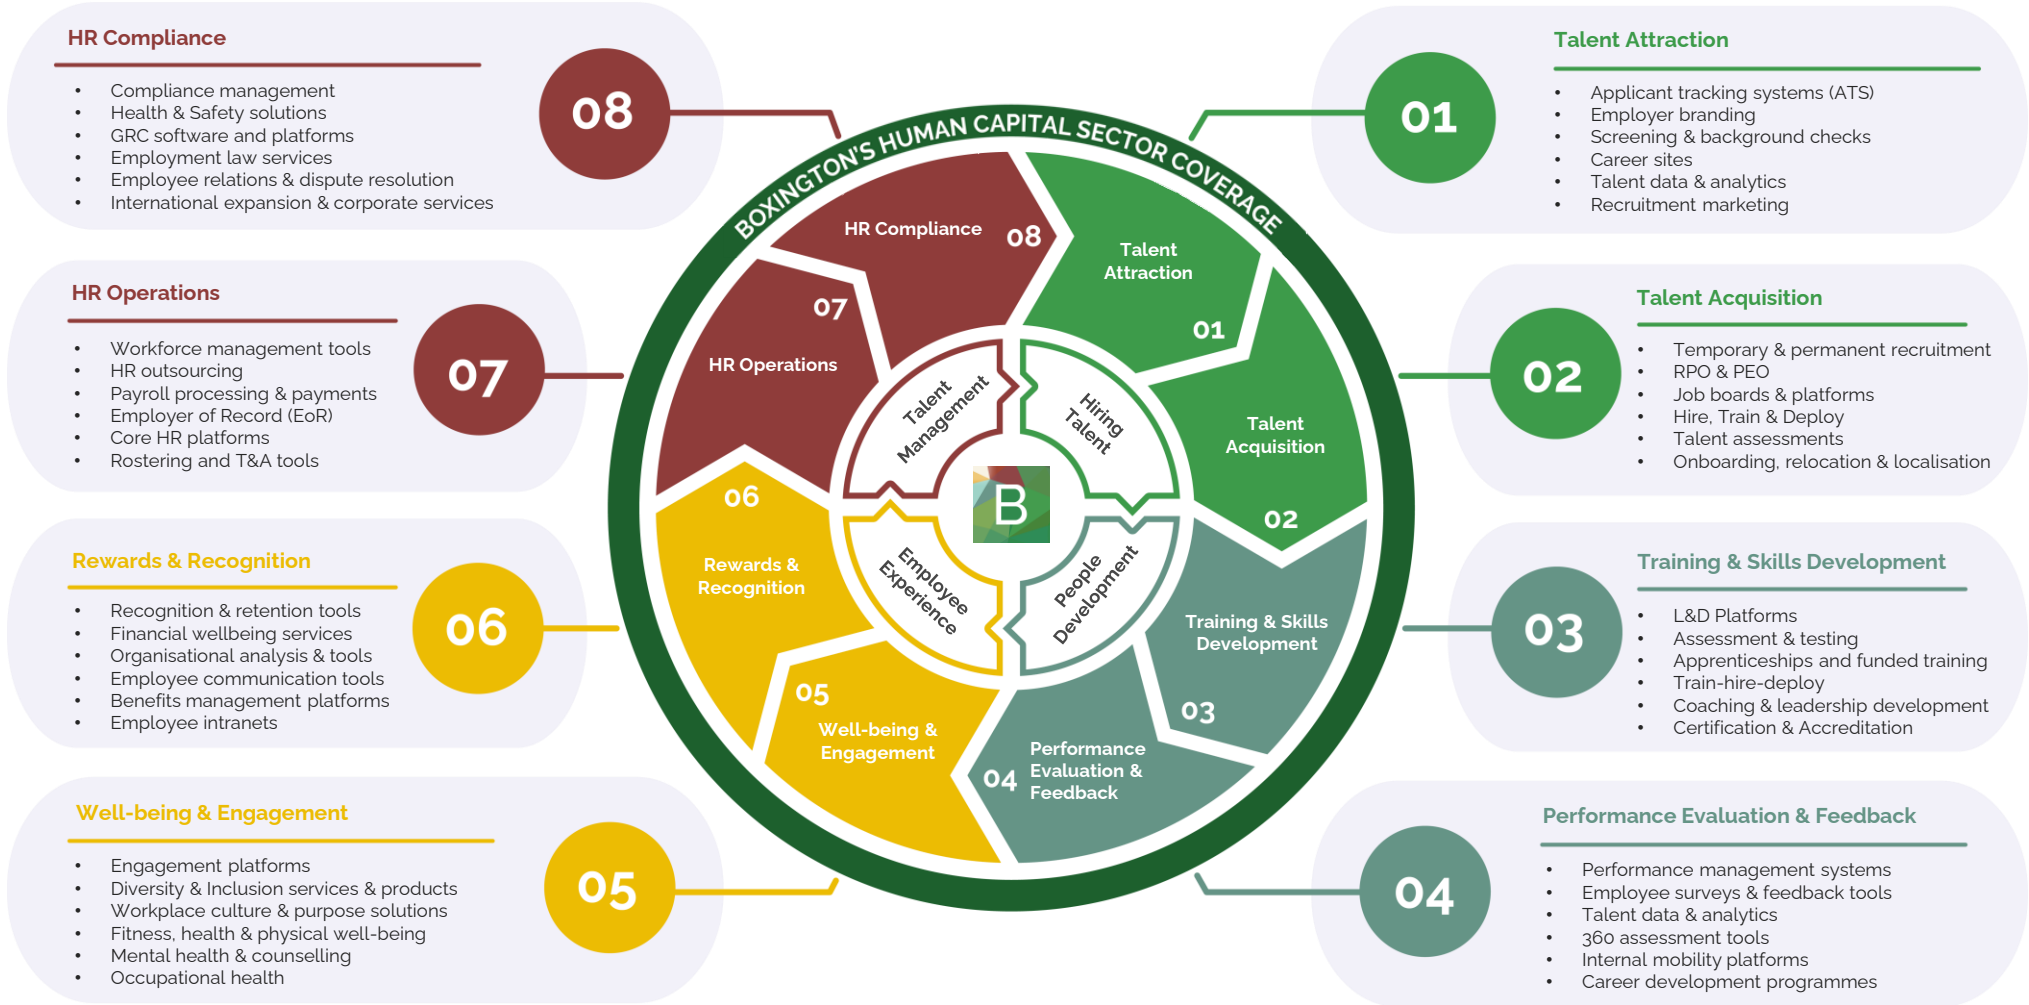 HR Compliance
• Compliance management
• Health & Safety solutions
• GRC software and platforms
• Employment law services
• Employee relations & dispute resolution
• International expansion & corporate services
08
HR Operations
• Workforce management tools
• HR outsourcing
• Payroll processing & payments
• Employer of Record (EoR)
• Core HR platforms
• Rostering and T&A tools
07
Rewards & Recognition
• Recognition & retention tools
• Financial wellbeing services
• Organisational analysis & tools
• Employee communication tools
• Benefits management platforms
• Employee intranets
06
Well-being & Engagement
• Engagement platforms
• Diversity & Inclusion services & products
• Workplace culture & purpose solutions
• Fitness, health & physical well-being
• Mental health & counselling
• Occupational health
05
BOXINGTON'S HUMAN CAPITAL SECTOR COVERAGE
HR Compliance
08
Talent
Attraction
01
07
HR Operations
Talent
Acquisition
02
06
Rewards &
Recognition
Training & Skills
Development
03
05
Well-being &
Engagement
04
Performance
Evaluation &
Feedback
Talent
Management
Hiring
Talent
B
Employee
Experience
People
Development
01
Talent Attraction
• Applicant tracking systems (ATS)
• Employer branding
• Screening & background checks
• Career sites
• Talent data & analytics
• Recruitment marketing
02
Talent Acquisition
• Temporary & permanent recruitment
• RPO & PEO
• Job boards & platforms
• Hire, Train & Deploy
• Talent assessments
• Onboarding, relocation & localisation
03
Training & Skills Development
• L&D Platforms
• Assessment & testing
• Apprenticeships and funded training
• Train-hire-deploy
• Coaching & leadership development
• Certification & Accreditation
04
Performance Evaluation & Feedback
• Performance management systems
• Employee surveys & feedback tools
• Talent data & analytics
• 360 assessment tools
• Internal mobility platforms
• Career development programmes